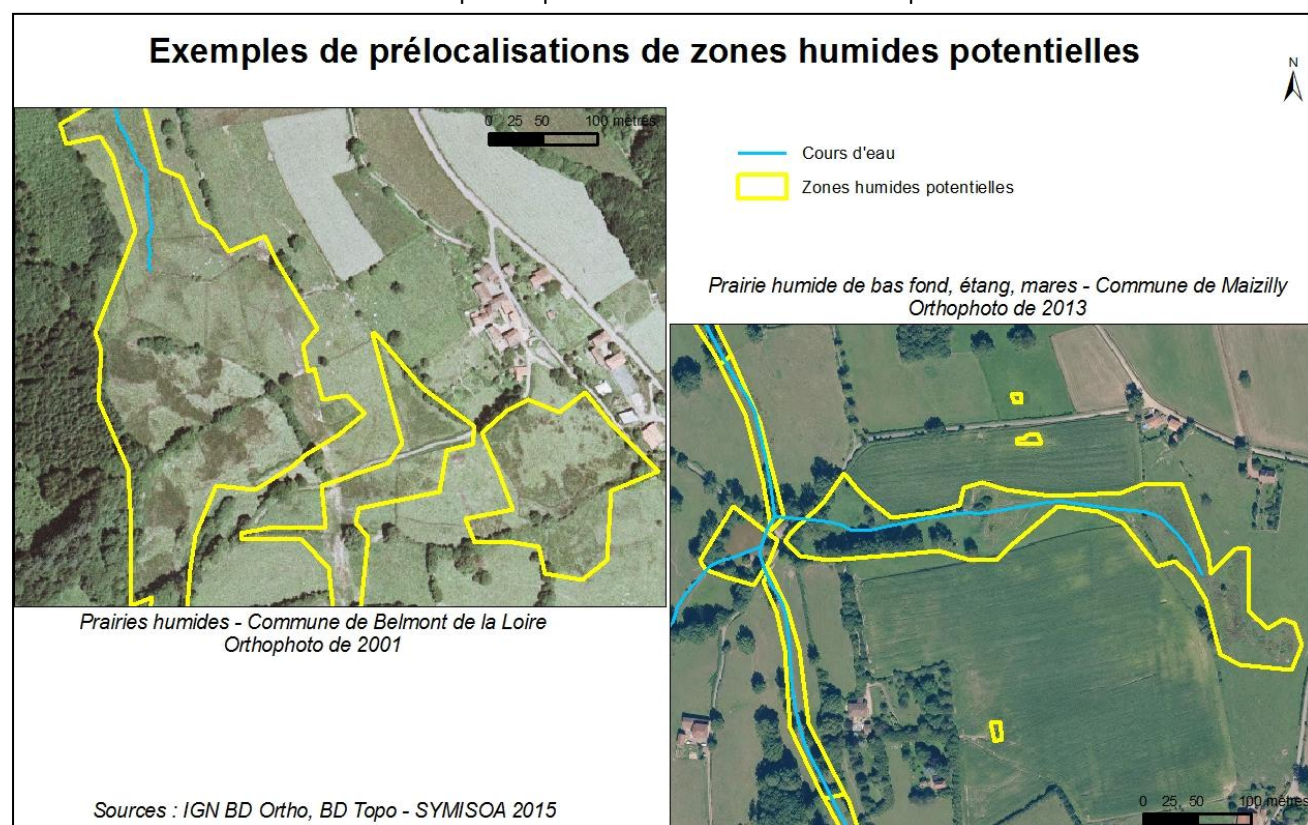 Exemples de prélocalisations de zones humides potentielles
N
0 25 50 100 mètres
Cours d'eau
Zones humides potentielles
Prairie humide de bas fond, étang, mares - Commune de Maizilly
Orthophoto de 2013
Prairies humides - Commune de Belmont de la Loire
Orthophoto de 2001
0 25 50 100 mètres
Sources : IGN BD Ortho, BD Topo - SYMISOA 2015